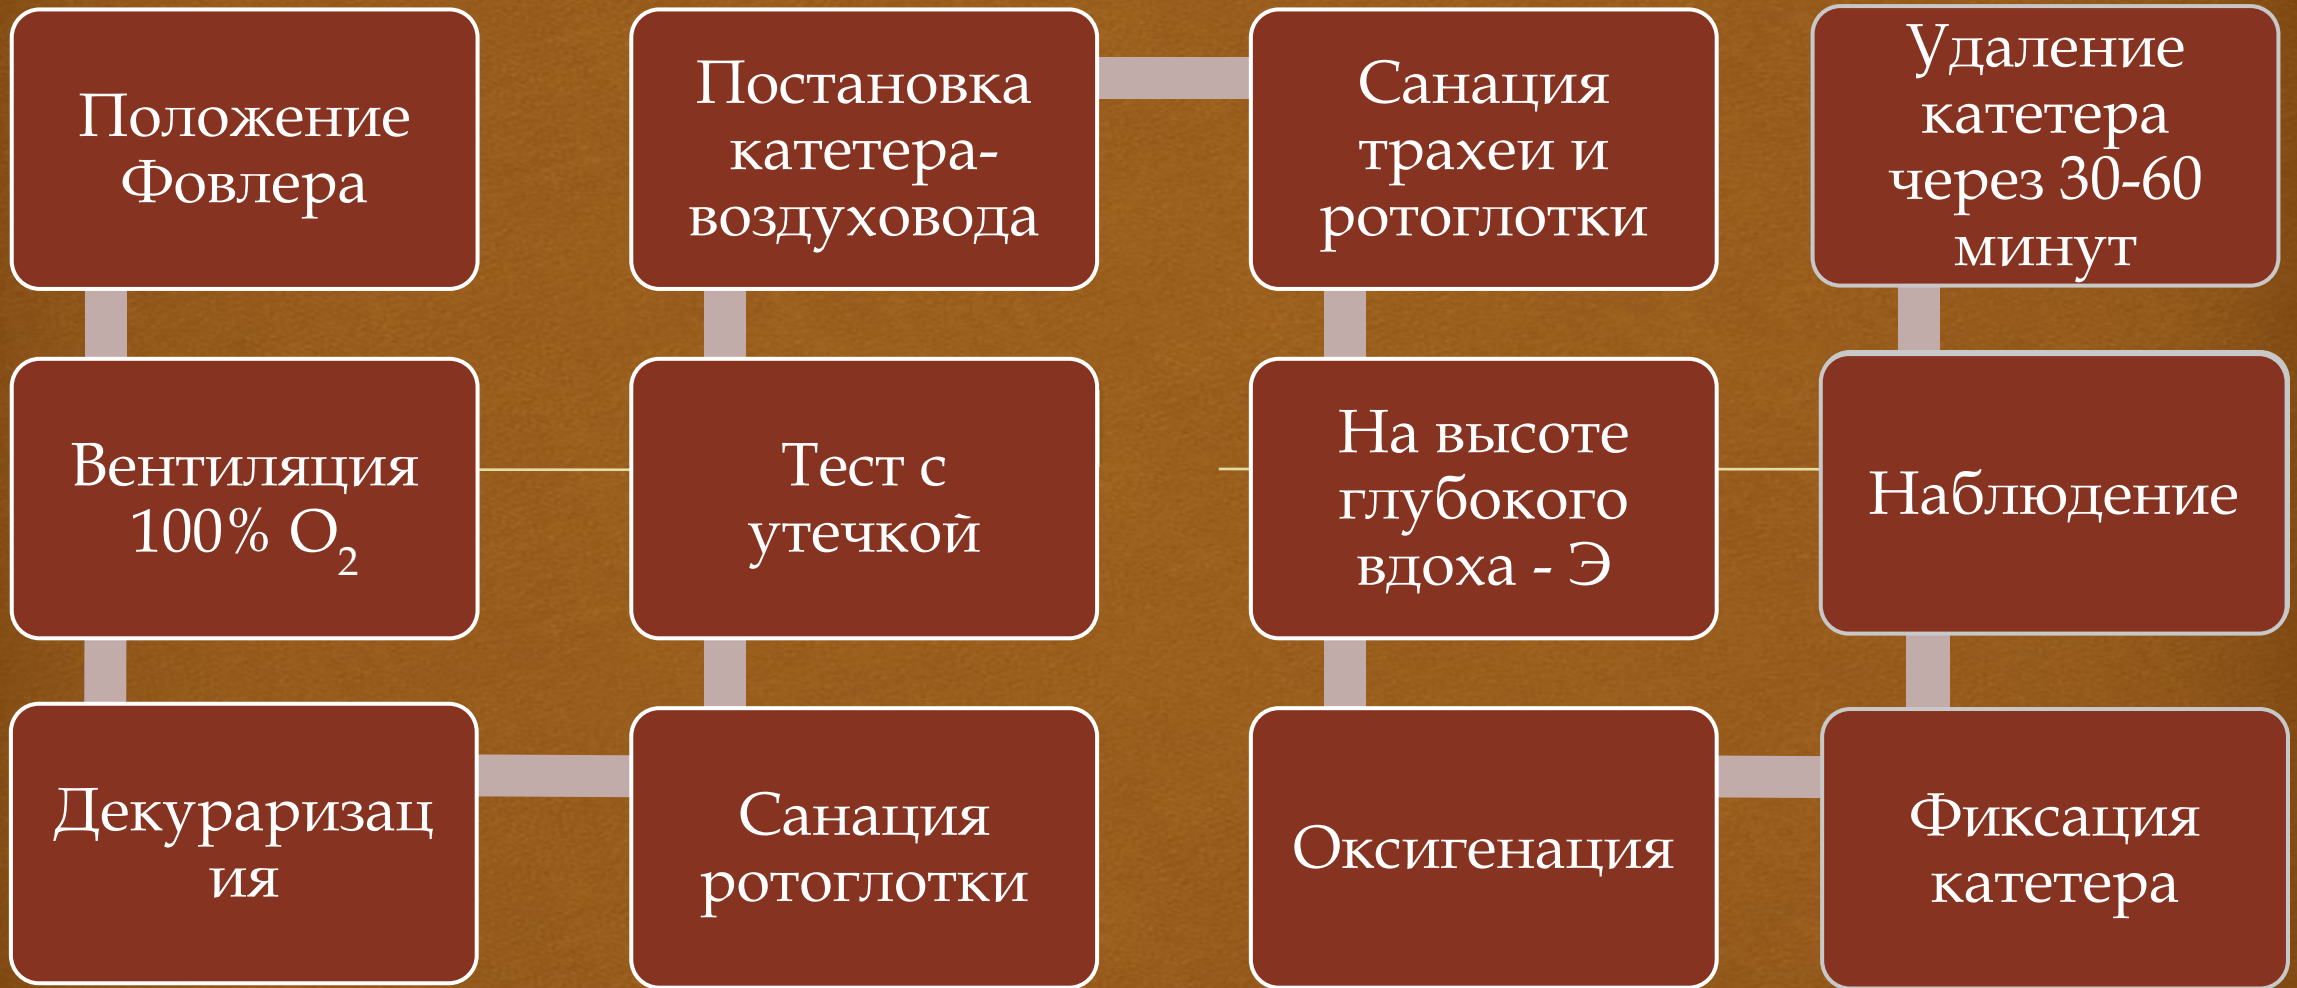 Положение
Фовлера
Вентиляция
100% O2
Декураризац
ия
Санация
ротоглотки
Тест с
утечкой
Постановка
катетера-
воздуховода
Санация
трахеи и
ротоглотки
На высоте
глубокого
вдоха - Э
Оксигенация
Фиксация
катетера
Наблюдение
Удаление
катетера
через 30-60
минут